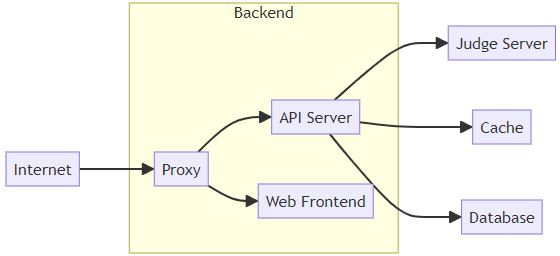 Backend
Judge Server
API Server
Cache
Internet
Proxy
Web Frontend
Database